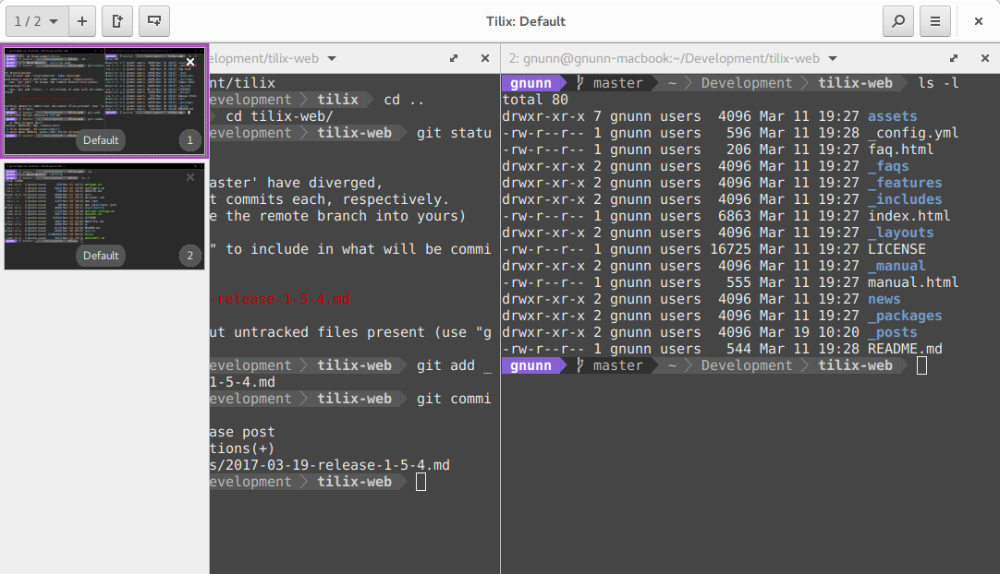 1 / 2
Tilix: Default
Default
1
Default
2
elopment/tilix-web
nt/tilix
evelopment tilix cd ..
cd tilix-web/
evelopment tilix-web git statu
aster' have diverged,
t commits each, respectively.
e the remote branch into yours)
" to include in what will be commi
-release-1-5-4.md
ut untracked files present (use "g
evelopment tilix-web git add _
1-5-4.md
evelopment tilix-web git commi
ase post
tions(+)
s/2017-03-19-release-1-5-4.md
evelopment tilix-web
2: gnunn@gnunn-macbook:~/Development/tilix-web
gnunn master ~ Development tilix-web ls -l
total 80
drwxr-xr-x 7 gnunn users 4096 Mar 11 19:27 assets
-rw-r--r-- 1 gnunn users 596 Mar 11 19:28 _config.yml
-rw-r--r-- 1 gnunn users 206 Mar 11 19:27 faq.html
drwxr-xr-x 2 gnunn users 4096 Mar 11 19:27 _faqs
drwxr-xr-x 2 gnunn users 4096 Mar 11 19:27 _features
drwxr-xr-x 2 gnunn users 4096 Mar 11 19:27 _includes
-rw-r--r-- 1 gnunn users 6863 Mar 11 19:27 index.html
drwxr-xr-x 2 gnunn users 4096 Mar 11 19:27 _layouts
-rw-r--r-- 1 gnunn users 16725 Mar 11 19:27 LICENSE
drwxr-xr-x 2 gnunn users 4096 Mar 11 19:27 _manual
-rw-r--r-- 1 gnunn users 555 Mar 11 19:27 manual.html
drwxr-xr-x 2 gnunn users 4096 Mar 11 19:27 news
drwxr-xr-x 2 gnunn users 4096 Mar 11 19:27 _packages
drwxr-xr-x 2 gnunn users 4096 Mar 19 10:20 _posts
-rw-r--r-- 1 gnunn users 544 Mar 11 19:28 README.md
gnunn master ~ Development tilix-web